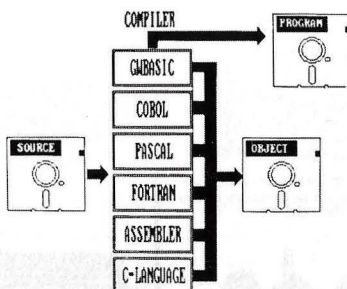 COMPILER
PROGRAM
GWBASIC
COBOL
SOURCE
PASCAL
OBJECT
FORTRAN
ASSEMBLER
C-LANGUAGE